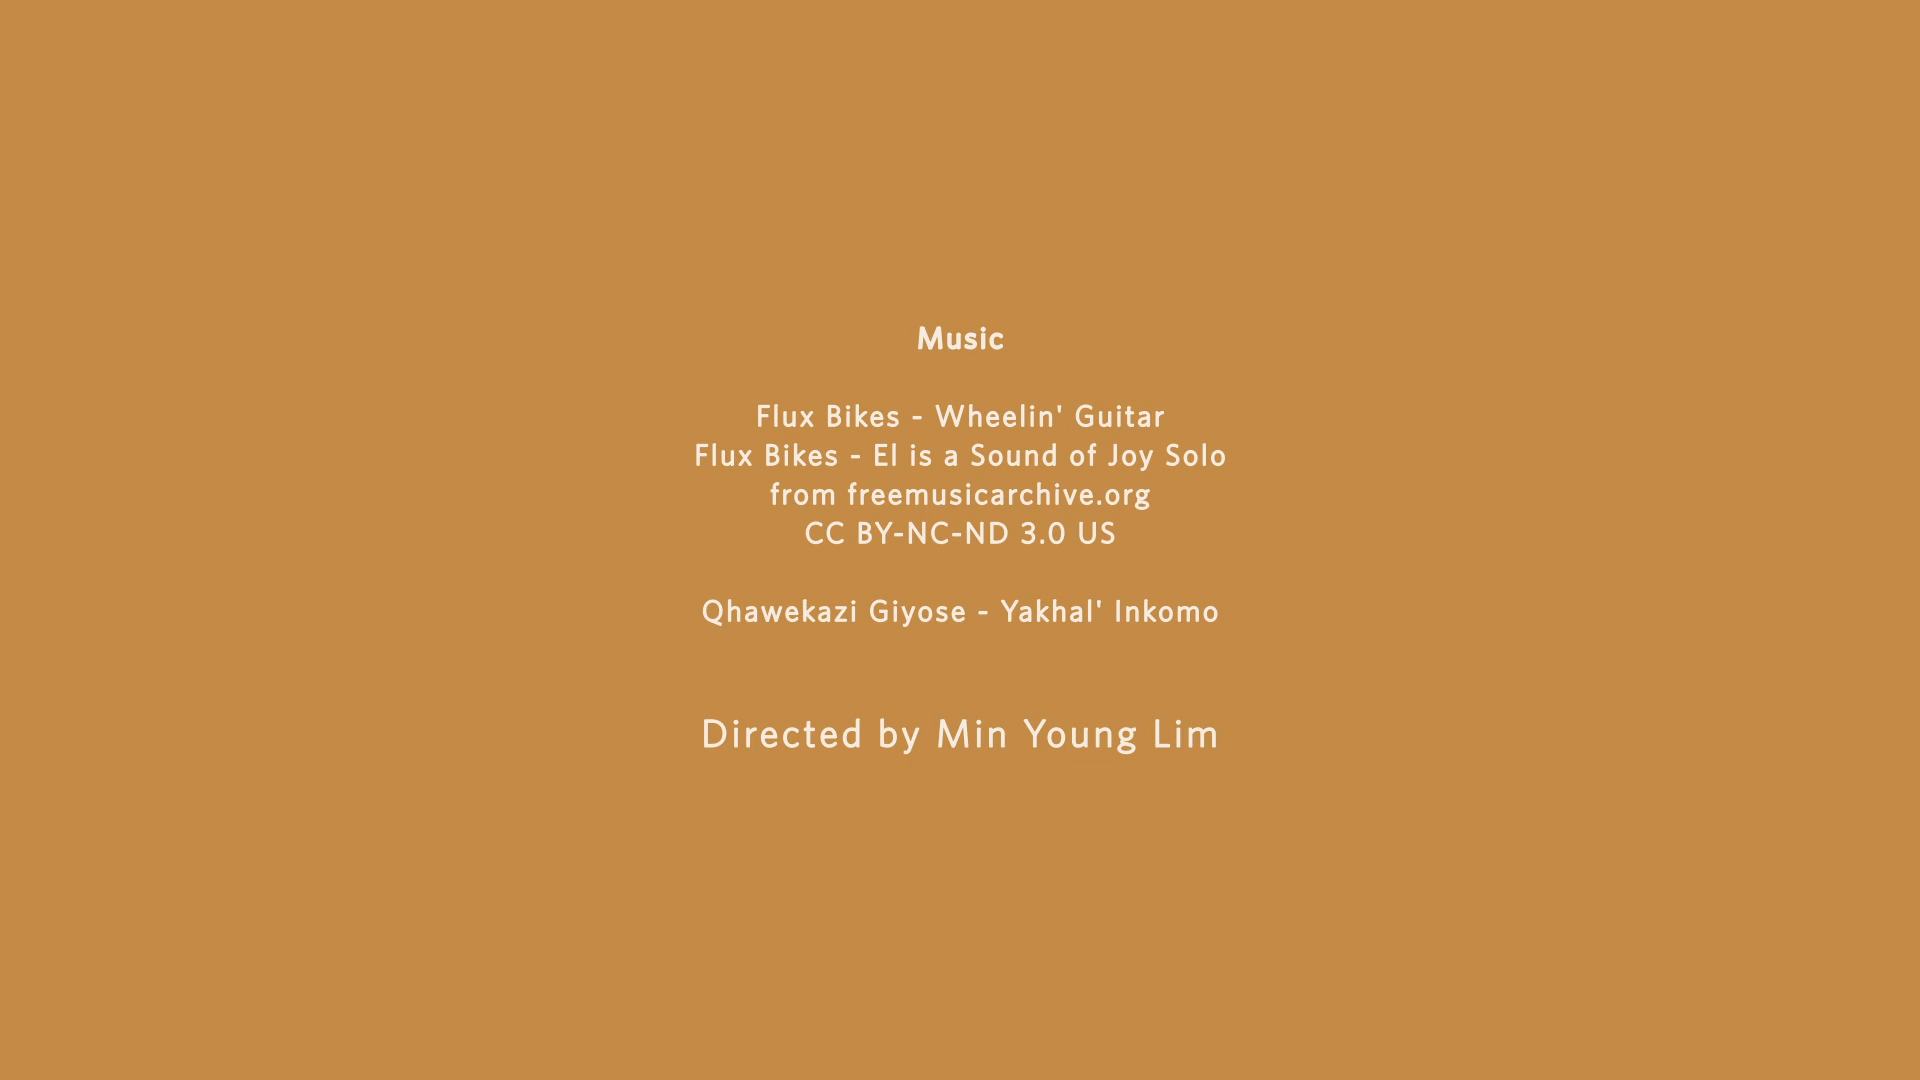 Music
Flux Bikes - Wheelin' Guitar
Flux Bikes - El is a Sound of Joy Solo
from freemusicarchive.org
CC BY-NC-ND 3.0 US
Qhawekazi Giyose - Yakhal' Inkomo
Directed by Min Young Lim